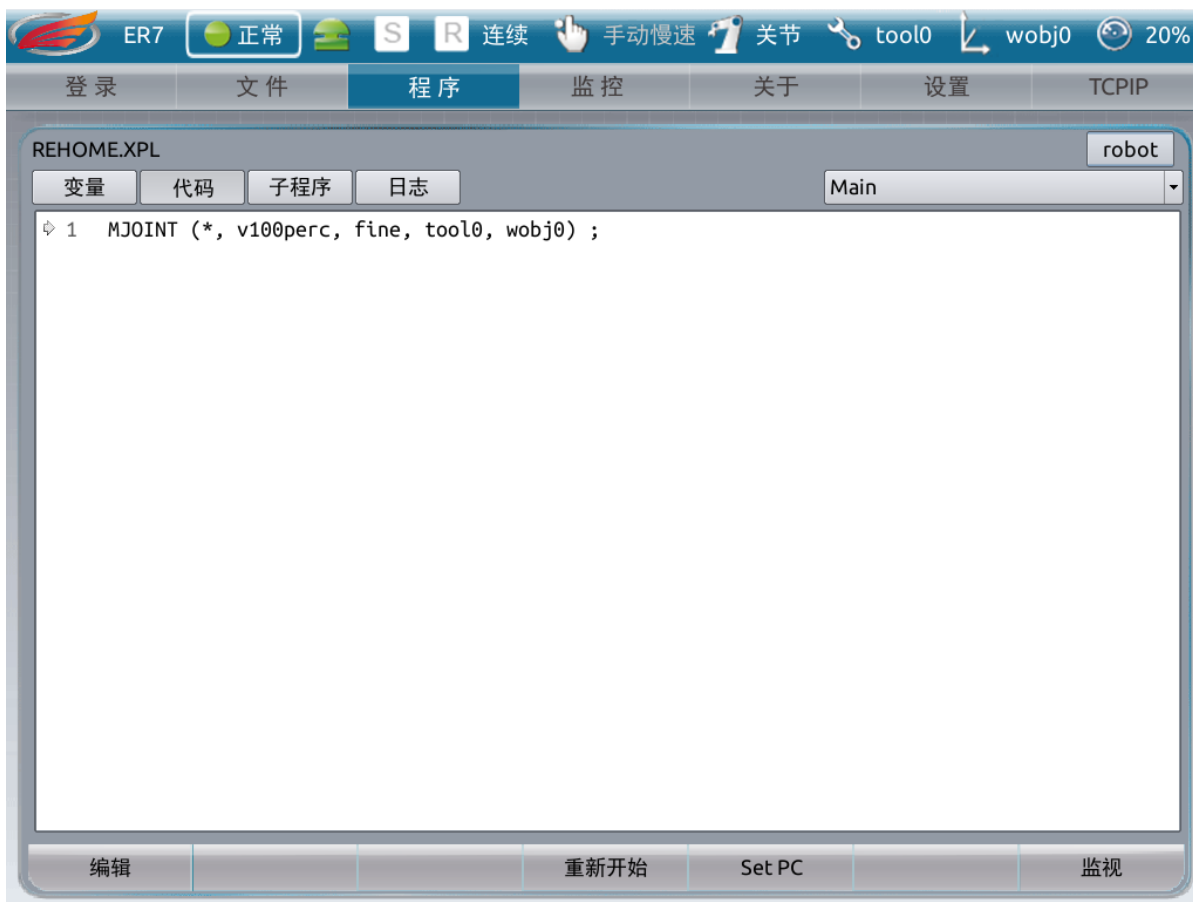 ER7 正常 S R 连续 手动慢速 关节 tool0 wobj0 20%
登录 文件 程序 监控 关于 设置 TCPIP
REHOME.XPL robot
变量 代码 子程序 日志 Main
1 MJOINT (*, v100perc, fine, tool0, wobj0) ;
编辑 重新开始 Set PC 监视